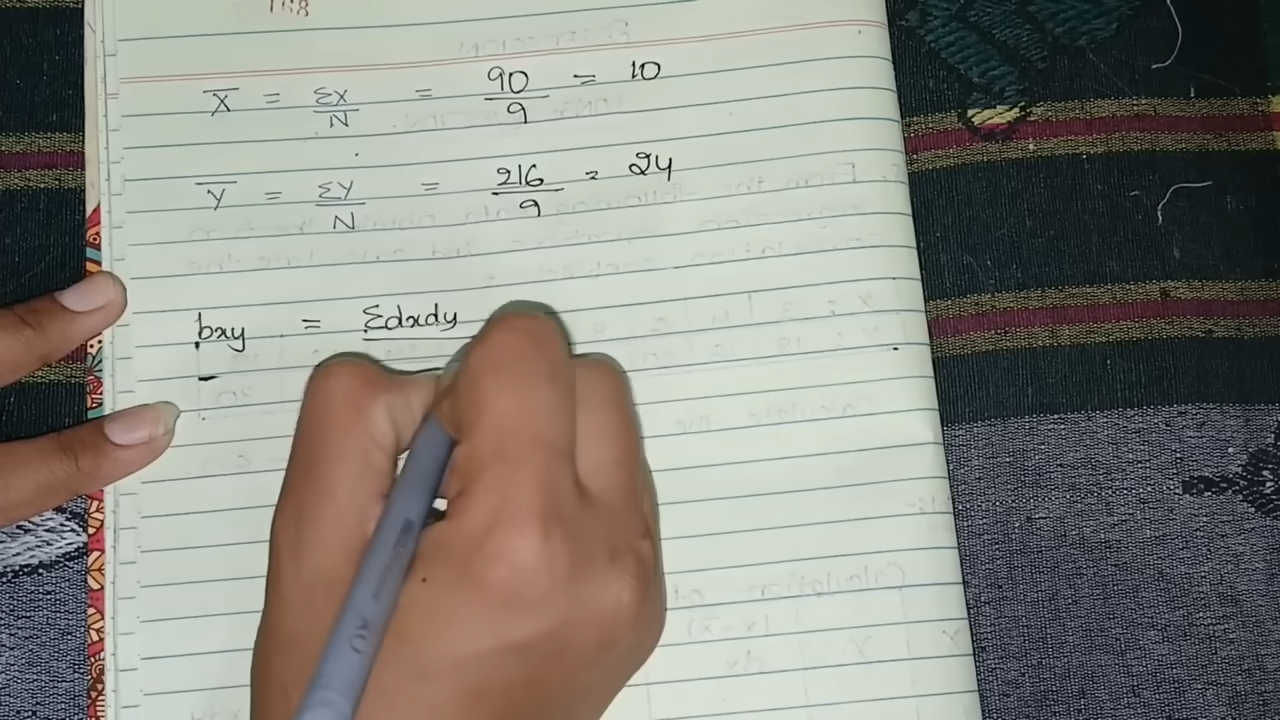 X̅ = ΣX/N = 90/9 = 10
Y̅ = ΣY/N = 216/9 = 24
bxy = Σdxdy